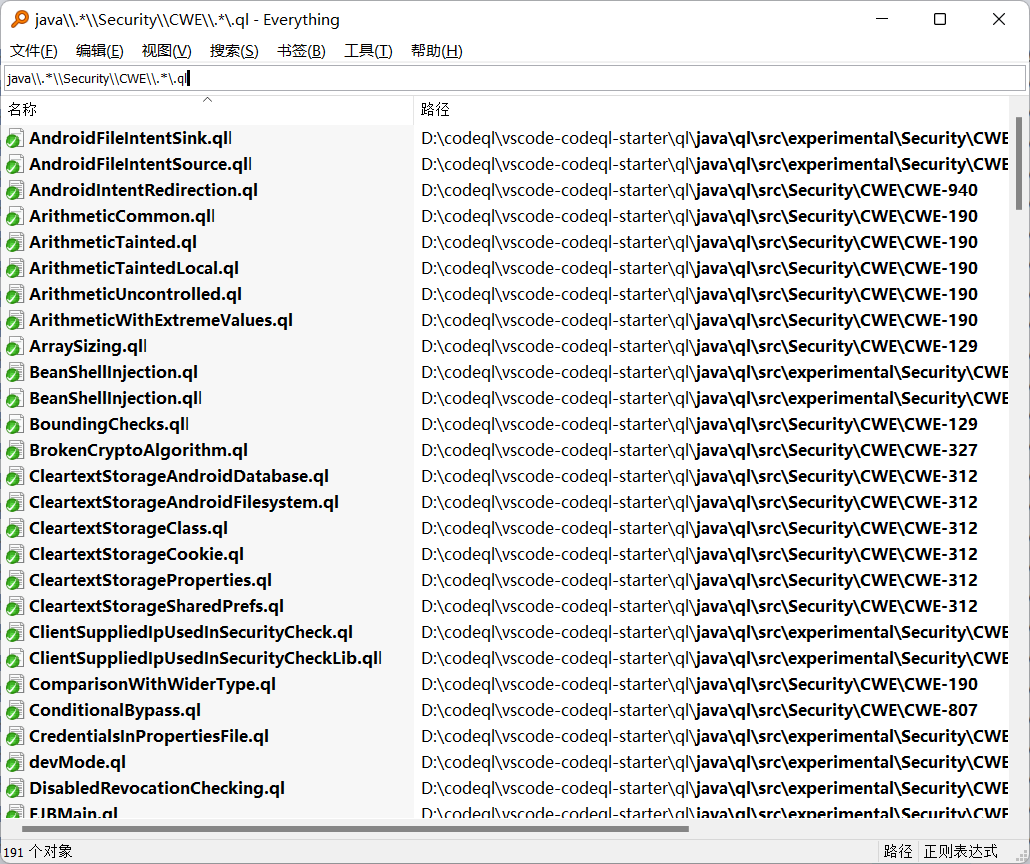 java\\.*\\Security\\CWE\\.*\.ql - Everything
文件(F) 编辑(E) 视图(V) 搜索(S) 书签(B) 工具(T) 帮助(H)
java\\.*\\Security\\CWE\\.*\.ql
名称 路径
AndroidFileIntentSink.qll D:\codeql\vscode-codeql-starter\ql\java\ql\src\experimental\Security\CWE
AndroidFileIntentSource.qll D:\codeql\vscode-codeql-starter\ql\java\ql\src\experimental\Security\CWE
AndroidIntentRedirection.ql D:\codeql\vscode-codeql-starter\ql\java\ql\src\Security\CWE\CWE-940
ArithmeticCommon.qll D:\codeql\vscode-codeql-starter\ql\java\ql\src\Security\CWE\CWE-190
ArithmeticTainted.ql D:\codeql\vscode-codeql-starter\ql\java\ql\src\Security\CWE\CWE-190
ArithmeticTaintedLocal.ql D:\codeql\vscode-codeql-starter\ql\java\ql\src\Security\CWE\CWE-190
ArithmeticUncontrolled.ql D:\codeql\vscode-codeql-starter\ql\java\ql\src\Security\CWE\CWE-190
ArithmeticWithExtremeValues.ql D:\codeql\vscode-codeql-starter\ql\java\ql\src\Security\CWE\CWE-190
ArraySizing.qll D:\codeql\vscode-codeql-starter\ql\java\ql\src\Security\CWE\CWE-129
BeanShellInjection.ql D:\codeql\vscode-codeql-starter\ql\java\ql\src\experimental\Security\CWE
BeanShellInjection.qll D:\codeql\vscode-codeql-starter\ql\java\ql\src\experimental\Security\CWE
BoundingChecks.qll D:\codeql\vscode-codeql-starter\ql\java\ql\src\Security\CWE\CWE-129
BrokenCryptoAlgorithm.ql D:\codeql\vscode-codeql-starter\ql\java\ql\src\Security\CWE\CWE-327
CleartextStorageAndroidDatabase.ql D:\codeql\vscode-codeql-starter\ql\java\ql\src\Security\CWE\CWE-312
CleartextStorageAndroidFilesystem.ql D:\codeql\vscode-codeql-starter\ql\java\ql\src\Security\CWE\CWE-312
CleartextStorageClass.ql D:\codeql\vscode-codeql-starter\ql\java\ql\src\Security\CWE\CWE-312
CleartextStorageCookie.ql D:\codeql\vscode-codeql-starter\ql\java\ql\src\Security\CWE\CWE-312
CleartextStorageProperties.ql D:\codeql\vscode-codeql-starter\ql\java\ql\src\Security\CWE\CWE-312
CleartextStorageSharedPrefs.ql D:\codeql\vscode-codeql-starter\ql\java\ql\src\Security\CWE\CWE-312
ClientSuppliedIpUsedInSecurityCheck.ql D:\codeql\vscode-codeql-starter\ql\java\ql\src\experimental\Security\CWE
ClientSuppliedIpUsedInSecurityCheckLib.qll D:\codeql\vscode-codeql-starter\ql\java\ql\src\experimental\Security\CWE
ComparisonWithWiderType.ql D:\codeql\vscode-codeql-starter\ql\java\ql\src\Security\CWE\CWE-190
ConditionalBypass.ql D:\codeql\vscode-codeql-starter\ql\java\ql\src\Security\CWE\CWE-807
CredentialsInPropertiesFile.ql D:\codeql\vscode-codeql-starter\ql\java\ql\src\experimental\Security\CWE
devMode.ql D:\codeql\vscode-codeql-starter\ql\java\ql\src\experimental\Security\CWE
DisabledRevocationChecking.ql D:\codeql\vscode-codeql-starter\ql\java\ql\src\experimental\Security\CWE
EJBMain.ql D:\codeql\vscode-codeql-starter\ql\java\ql\src\experimental\Security\CWE
191 个对象 路径 正则表达式